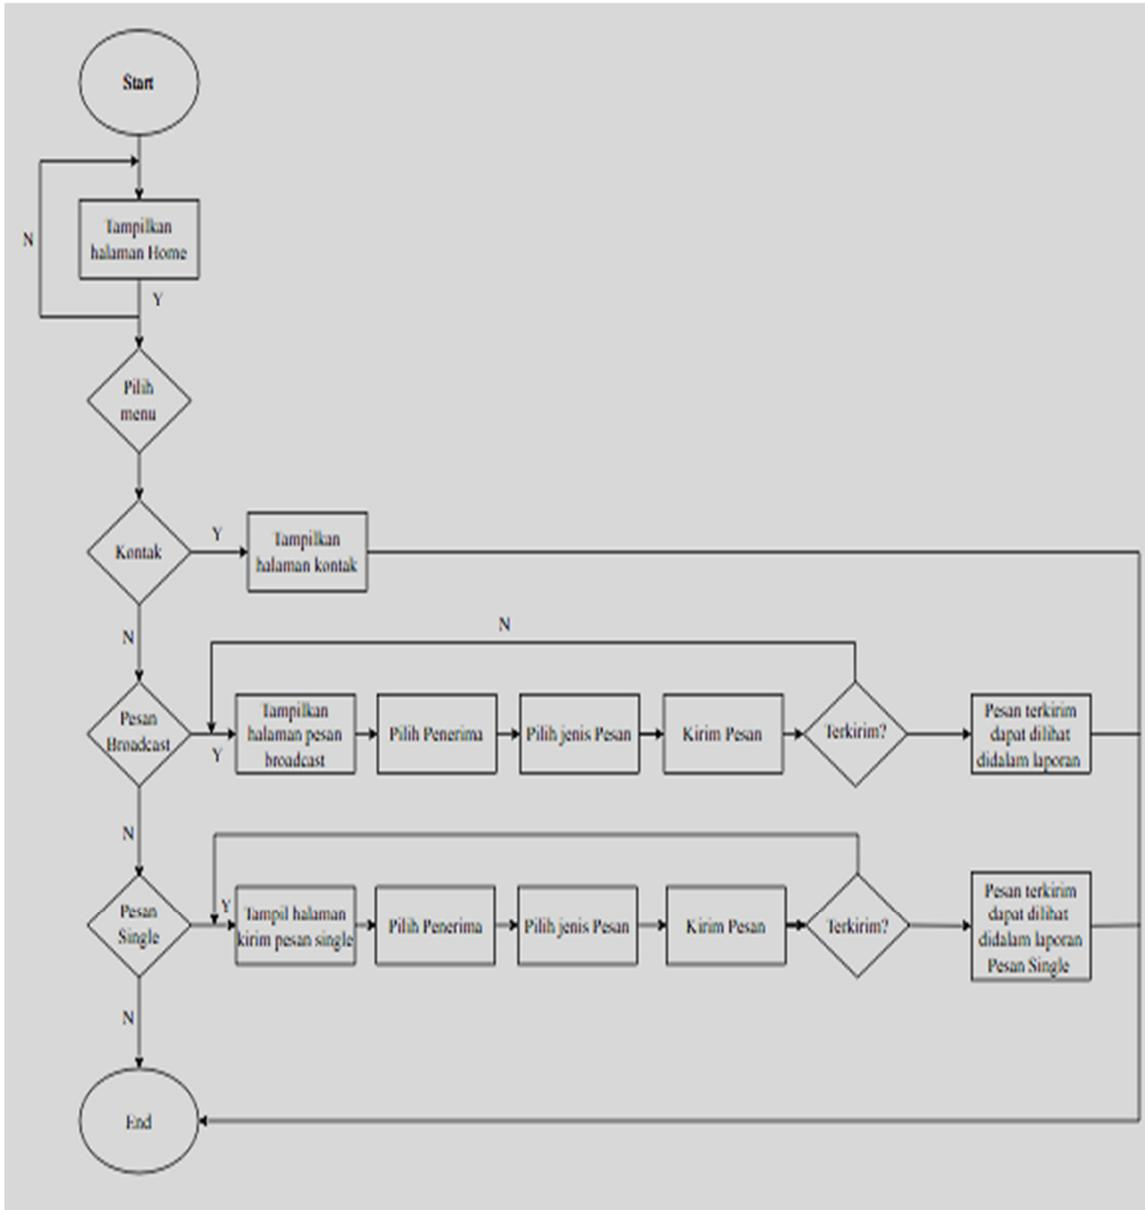 Start
Tampilkan
halaman Home
N
Y
Pilih
menu
Kontak
Y
Tampilkan
halaman kontak
N
N
Pesan
Broadcast
Y
Tampilkan
halaman pesan
broadcast
Pilih Penerima
Pilih jenis Pesan
Kirim Pesan
Terkirim?
Pesan terkirim
dapat dilihat
didalam laporan
N
Pesan
Single
Y
Tampil halaman
kirim pesan single
Pilih Penerima
Pilih jenis Pesan
Kirim Pesan
Terkirim?
Pesan terkirim
dapat dilihat
didalam laporan
Pesan Single
N
End